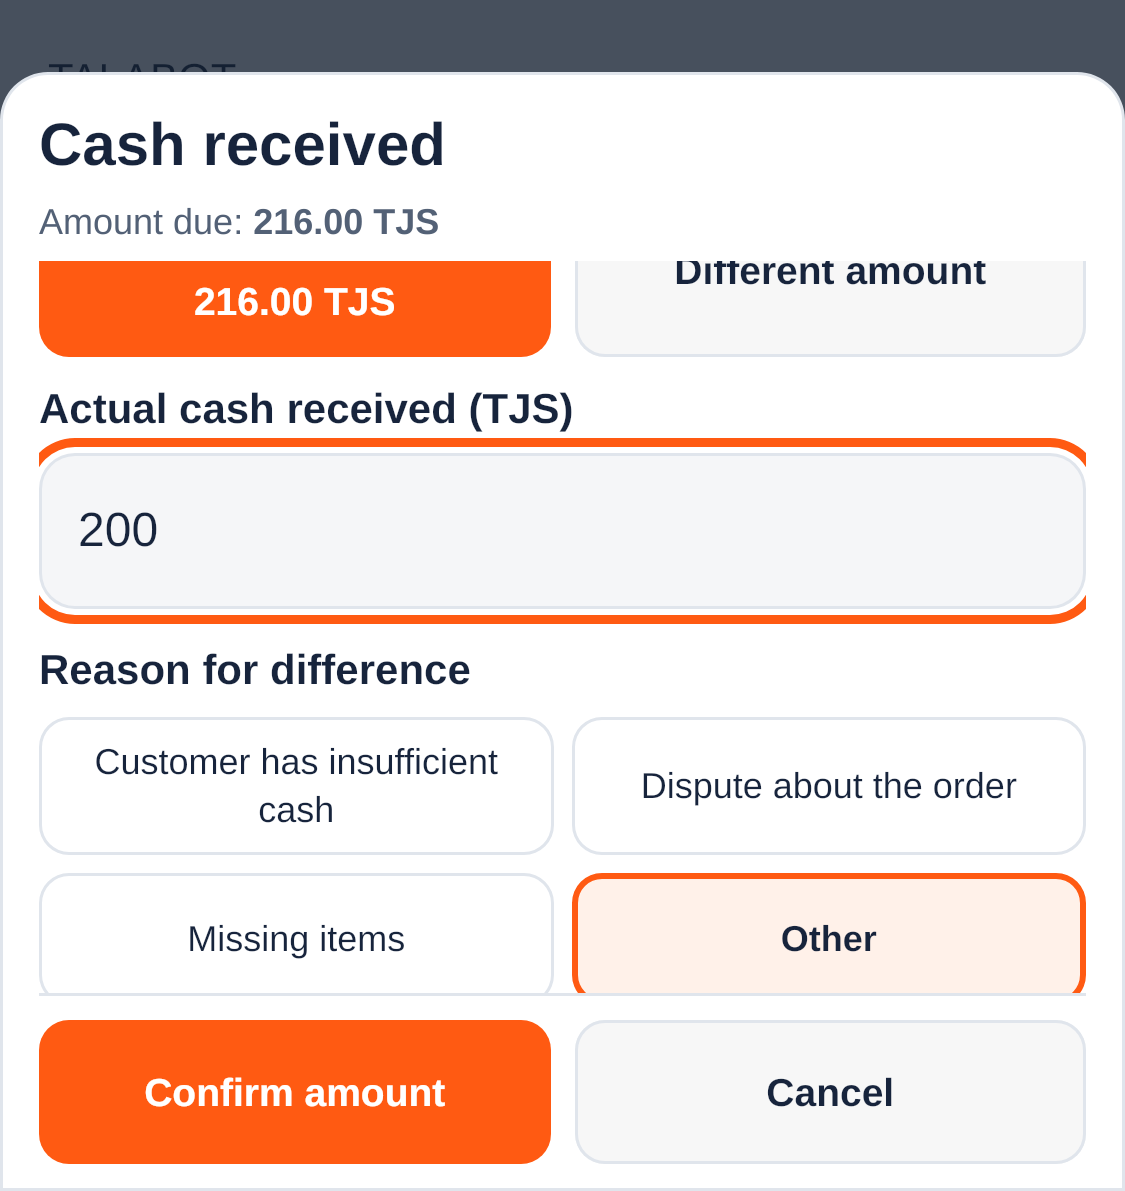 TALABOT
Cash received
Amount due: 216.00 TJS
216.00 TJS
Different amount
Actual cash received (TJS)
200
Reason for difference
Customer has insufficient
cash
Dispute about the order
Missing items
Other
Confirm amount
Cancel